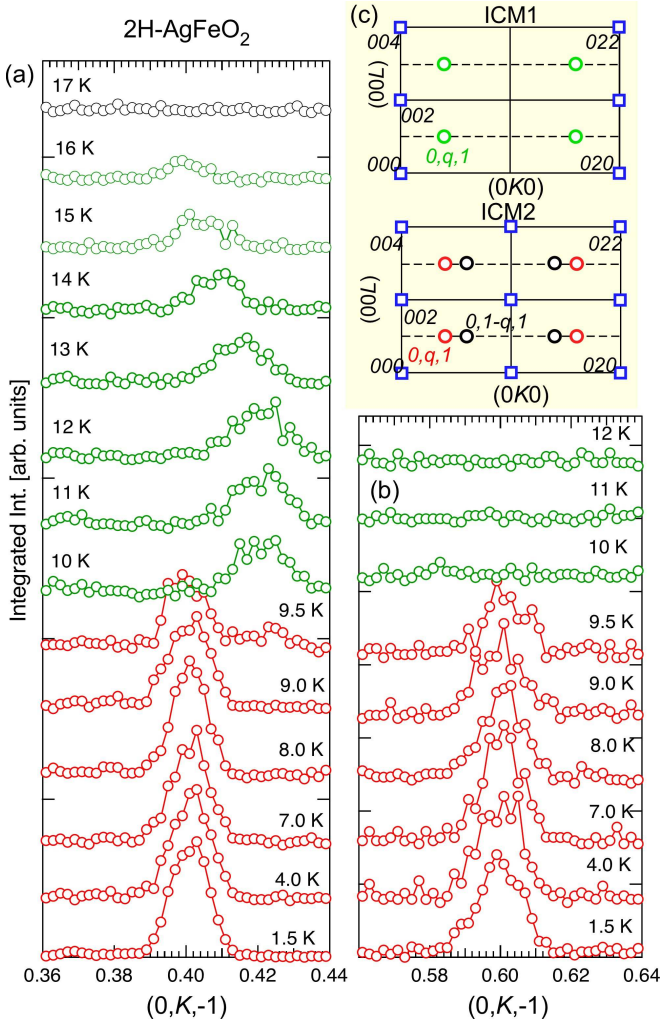 2H-AgFeO2
(a)
17 K
16 K
15 K
14 K
13 K
12 K
11 K
10 K
9.5 K
9.0 K
8.0 K
7.0 K
4.0 K
1.5 K
Integrated Int. [arb. units]
0.36 0.38 0.40 0.42 0.44
(0,K,-1)
(c)
ICM1
004
022
(00L)
002
0,q,1
000
020
(0K0)
ICM2
004
022
(00L)
002
0,1-q,1
0,q,1
000
020
(0K0)
12 K
(b)
11 K
10 K
9.5 K
9.0 K
8.0 K
7.0 K
4.0 K
1.5 K
0.58 0.60 0.62 0.64
(0,K,-1)